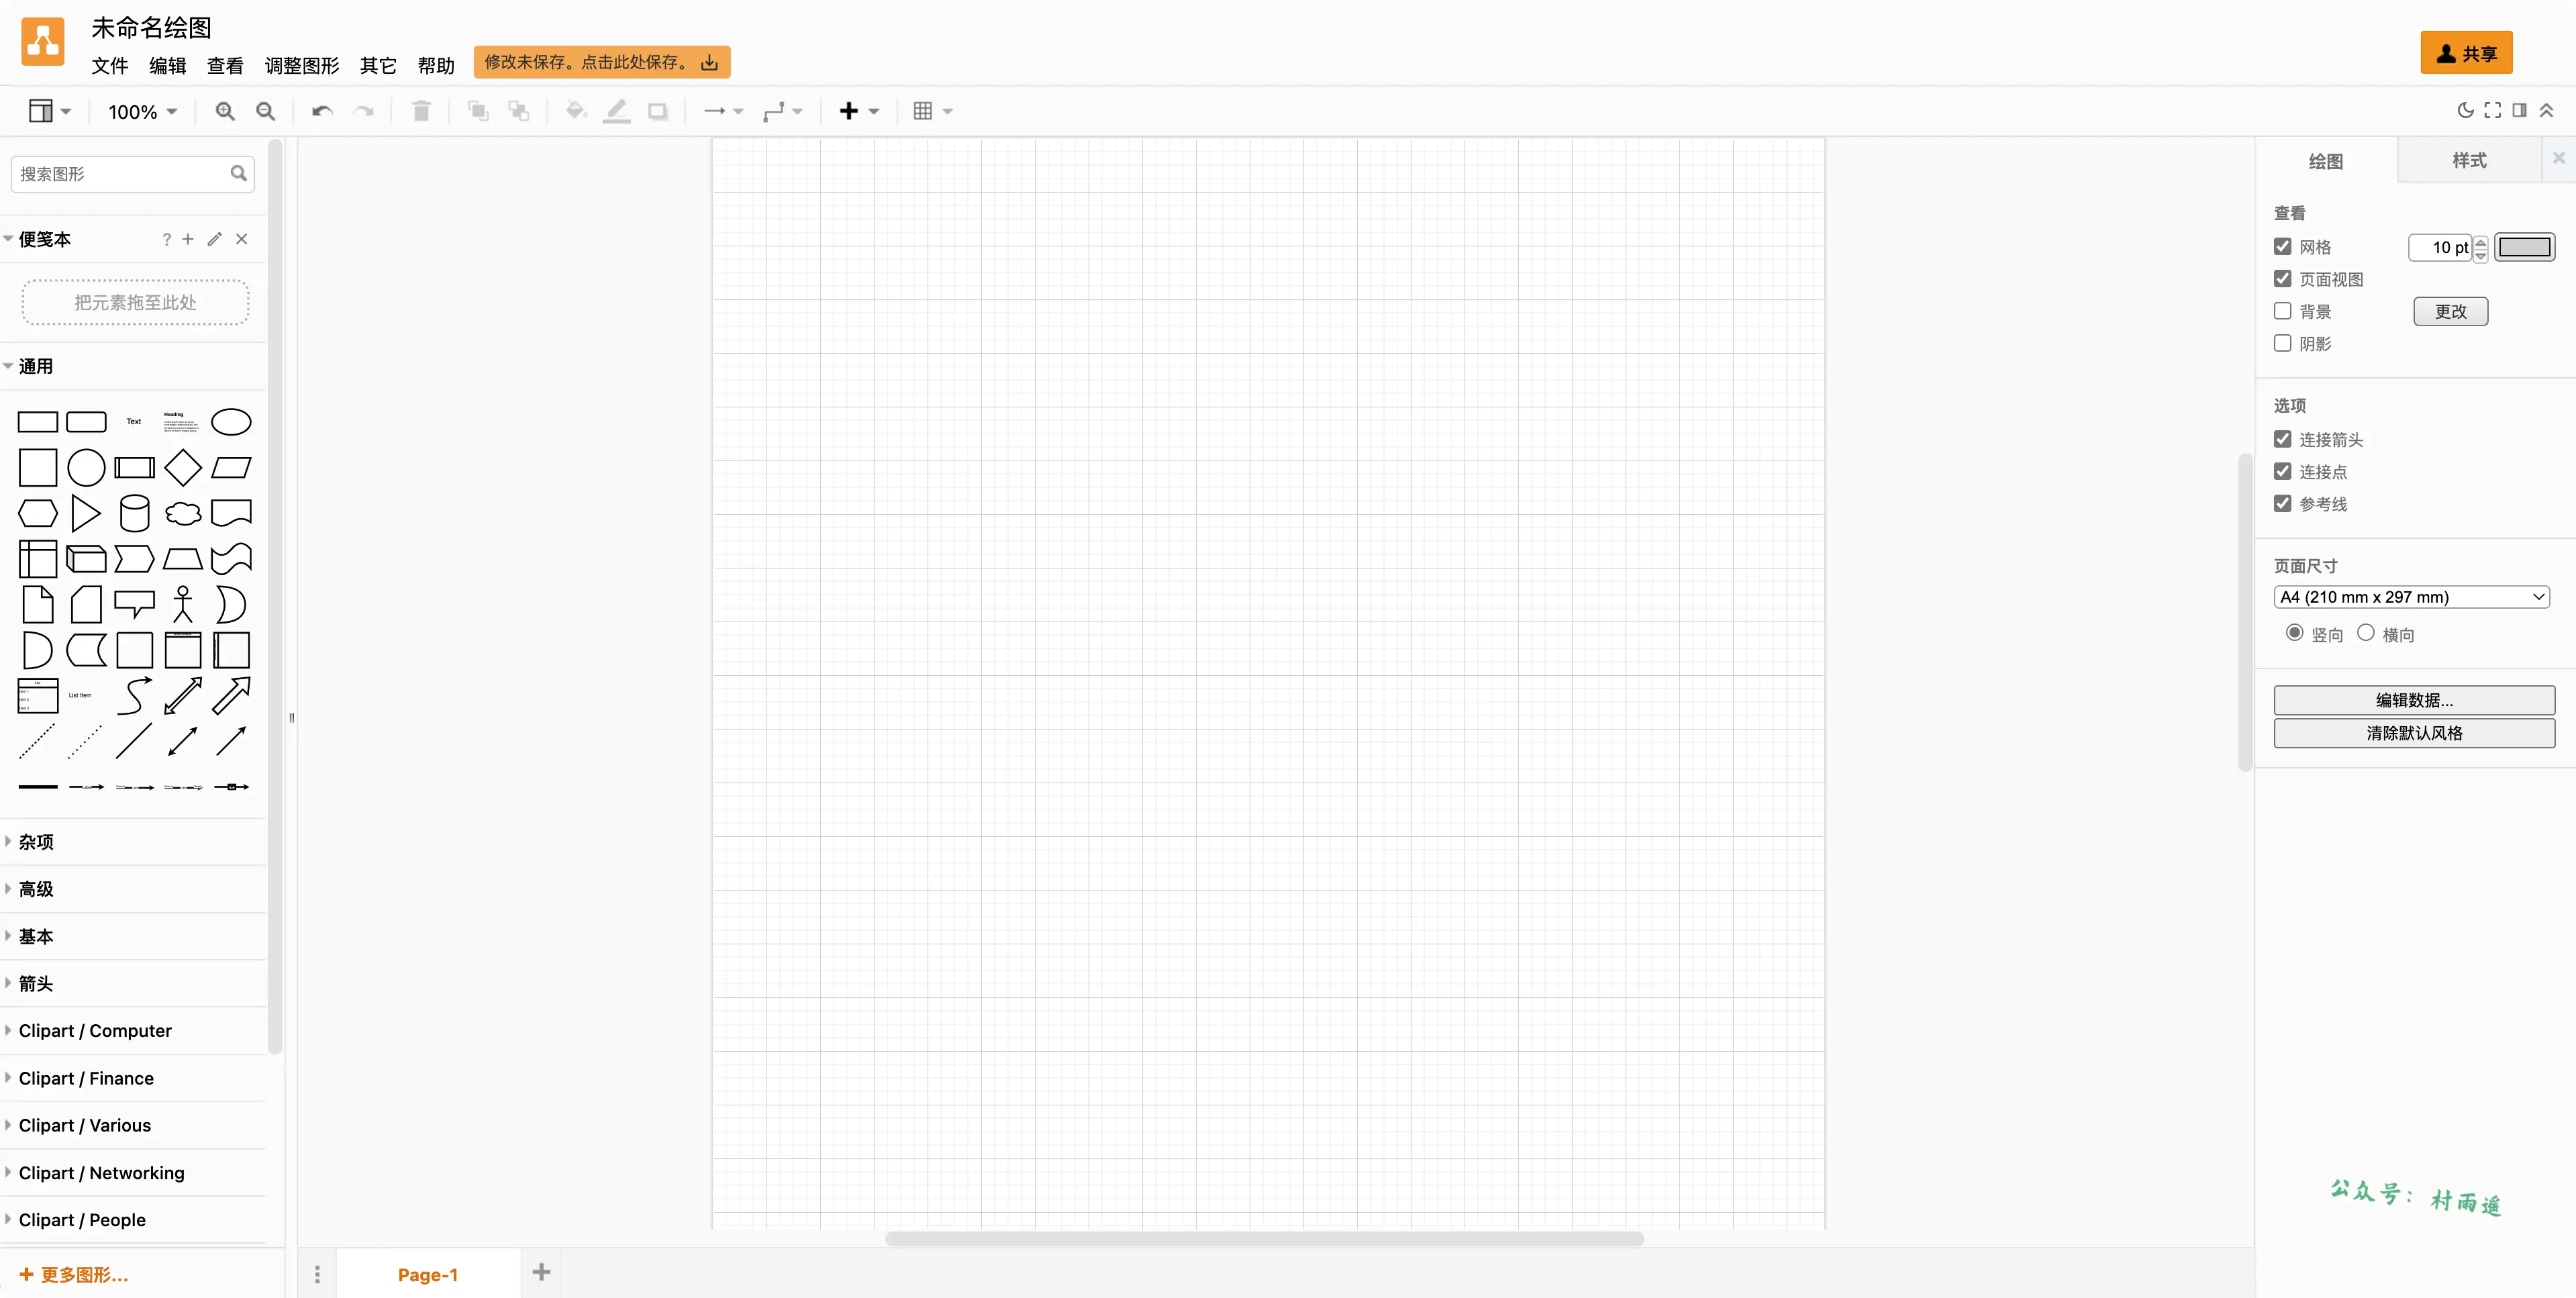 未命名绘图
文件 编辑 查看 调整图形 其它 帮助 修改未保存。点击此处保存。
共享
100%
搜索图形
便笺本 ?
把元素拖至此处
通用
Text
Heading
List
List Item
杂项
高级
基本
箭头
Clipart / Computer
Clipart / Finance
Clipart / Various
Clipart / Networking
Clipart / People
更多图形...
Page-1
绘图 样式
查看
网格 10 pt
页面视图
背景 更改
阴影
选项
连接箭头
连接点
参考线
页面尺寸
A4 (210 mm x 297 mm)
竖向 横向
编辑数据...
清除默认风格
公众号：村雨遥